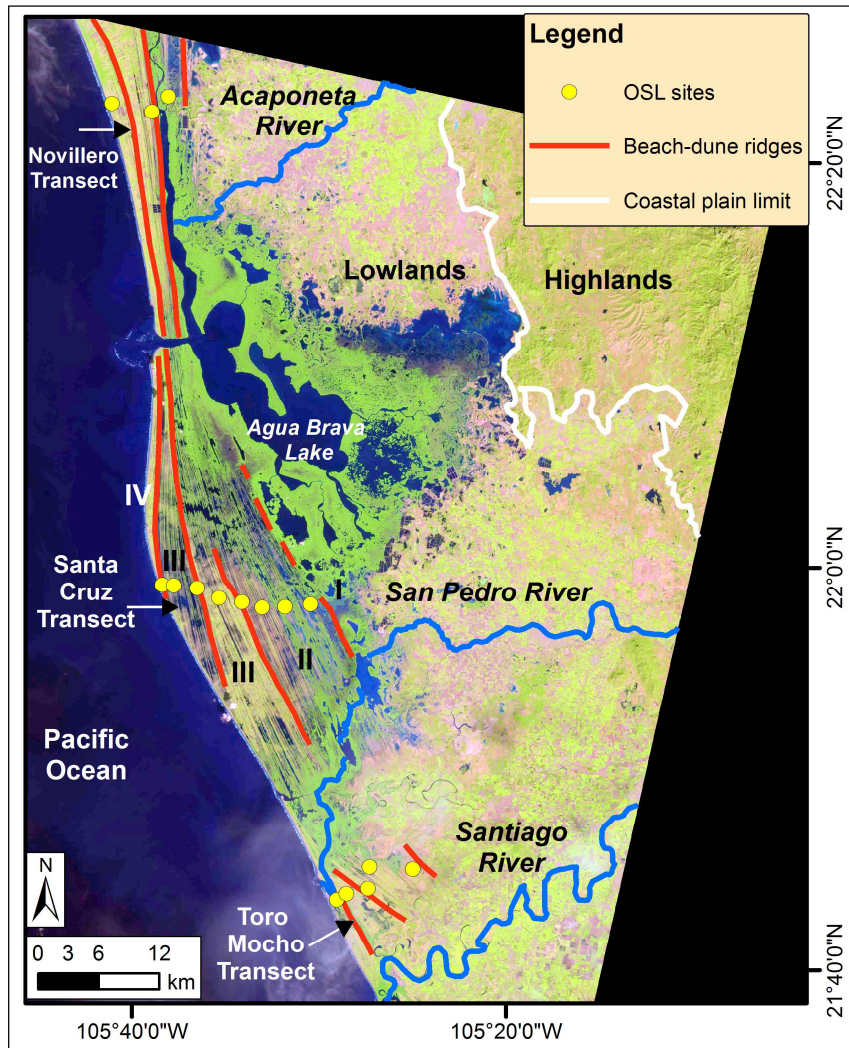 Legend
OSL sites
Beach-dune ridges
Coastal plain limit
Acaponeta
River
Novillero
Transect
22°20'0"N
Lowlands
Highlands
Agua Brava
Lake
IV
III
Santa
Cruz
Transect
I
22°0'0"N
San Pedro River
II
III
Pacific
Ocean
Santiago
River
N
Toro
Mocho
Transect
0 3 6 12
km
21°40'0"N
105°40'0"W
105°20'0"W